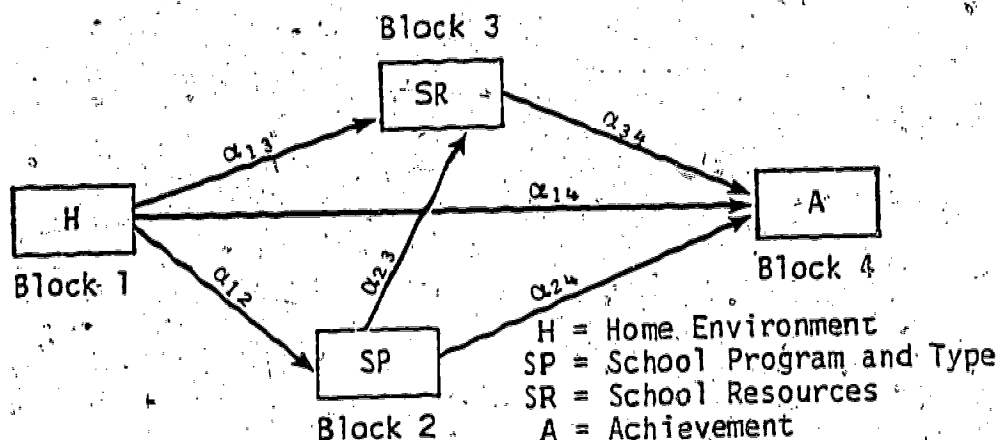 Block 3
SR
α13
α34
H
α14
A
Block 1
α12
α23
α24
Block 4
SP
Block 2
H = Home Environment
SP = School Program and Type
SR = School Resources
A = Achievement